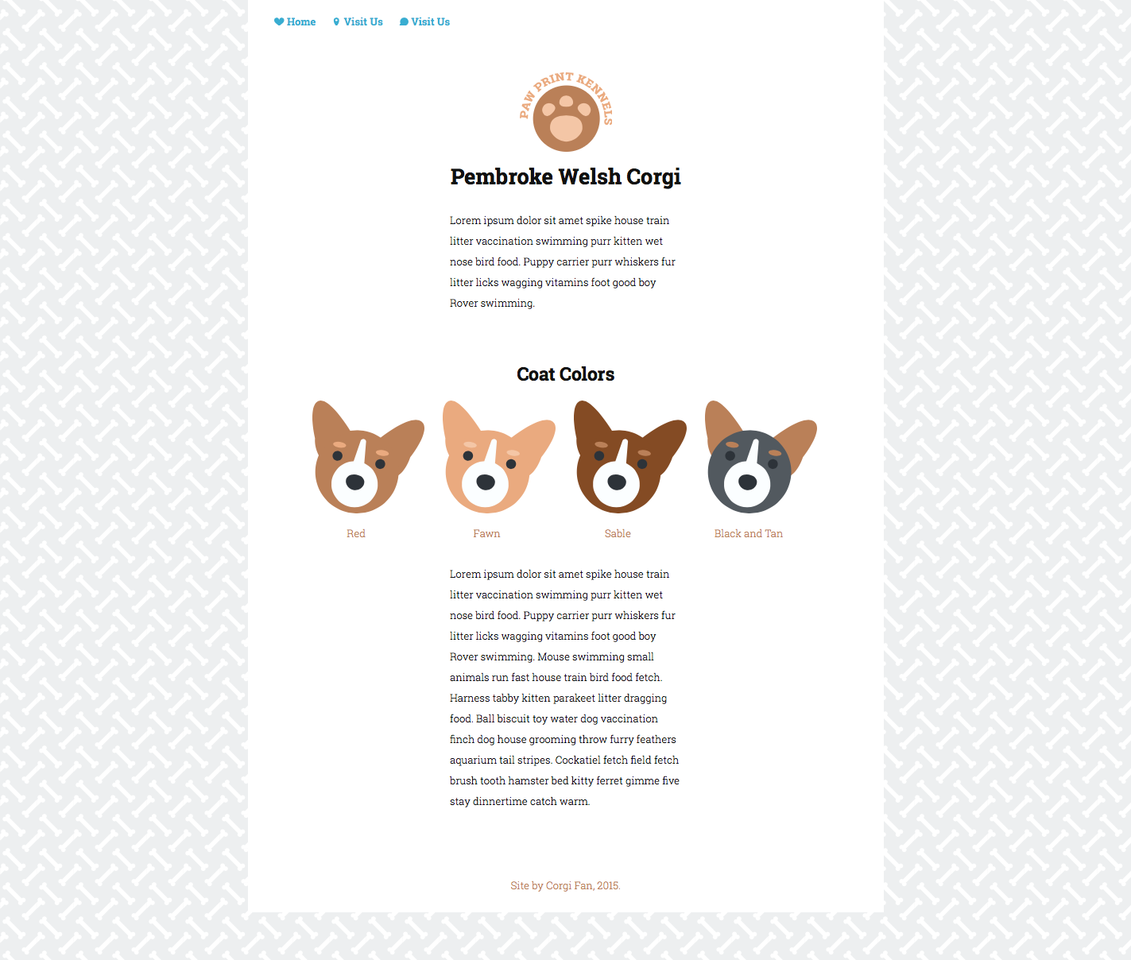 Home Visit Us Visit Us
PAW PRINT KENNELS
Pembroke Welsh Corgi
Lorem ipsum dolor sit amet spike house train
litter vaccination swimming purr kitten wet
nose bird food. Puppy carrier purr whiskers fur
litter licks wagging vitamins foot good boy
Rover swimming.
Coat Colors
Red Fawn Sable Black and Tan
Lorem ipsum dolor sit amet spike house train
litter vaccination swimming purr kitten wet
nose bird food. Puppy carrier purr whiskers fur
litter licks wagging vitamins foot good boy
Rover swimming. Mouse swimming small
animals run fast house train bird food fetch.
Harness tabby kitten parakeet litter dragging
food. Ball biscuit toy water dog vaccination
finch dog house grooming throw furry feathers
aquarium tail stripes. Cockatiel fetch field fetch
brush tooth hamster bed kitty ferret gimme five
stay dinnertime catch warm.
Site by Corgi Fan, 2015.